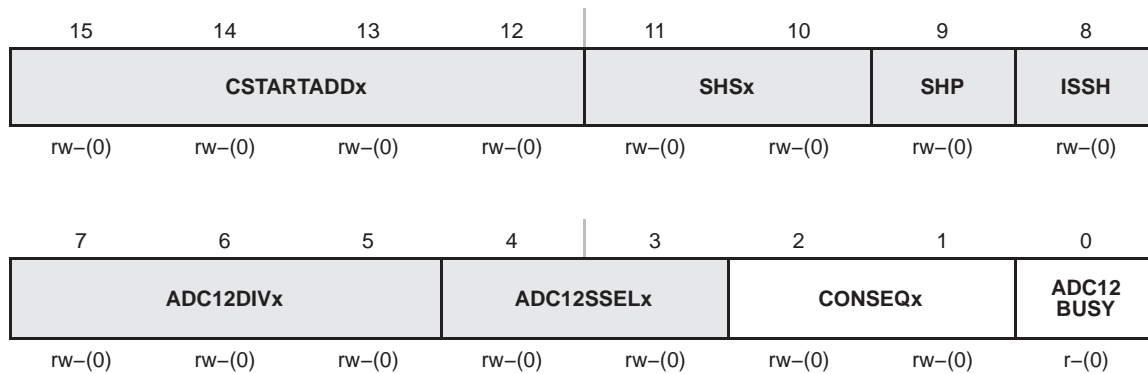 15 14 13 12 11 10 9 8
CSTARTADDx SHSx SHP ISSH
rw−(0) rw−(0) rw−(0) rw−(0) rw−(0) rw−(0) rw−(0) rw−(0)
7 6 5 4 3 2 1 0
ADC12DIVx ADC12SSELx CONSEQx ADC12
BUSY
rw−(0) rw−(0) rw−(0) rw−(0) rw−(0) rw−(0) rw−(0) r−(0)